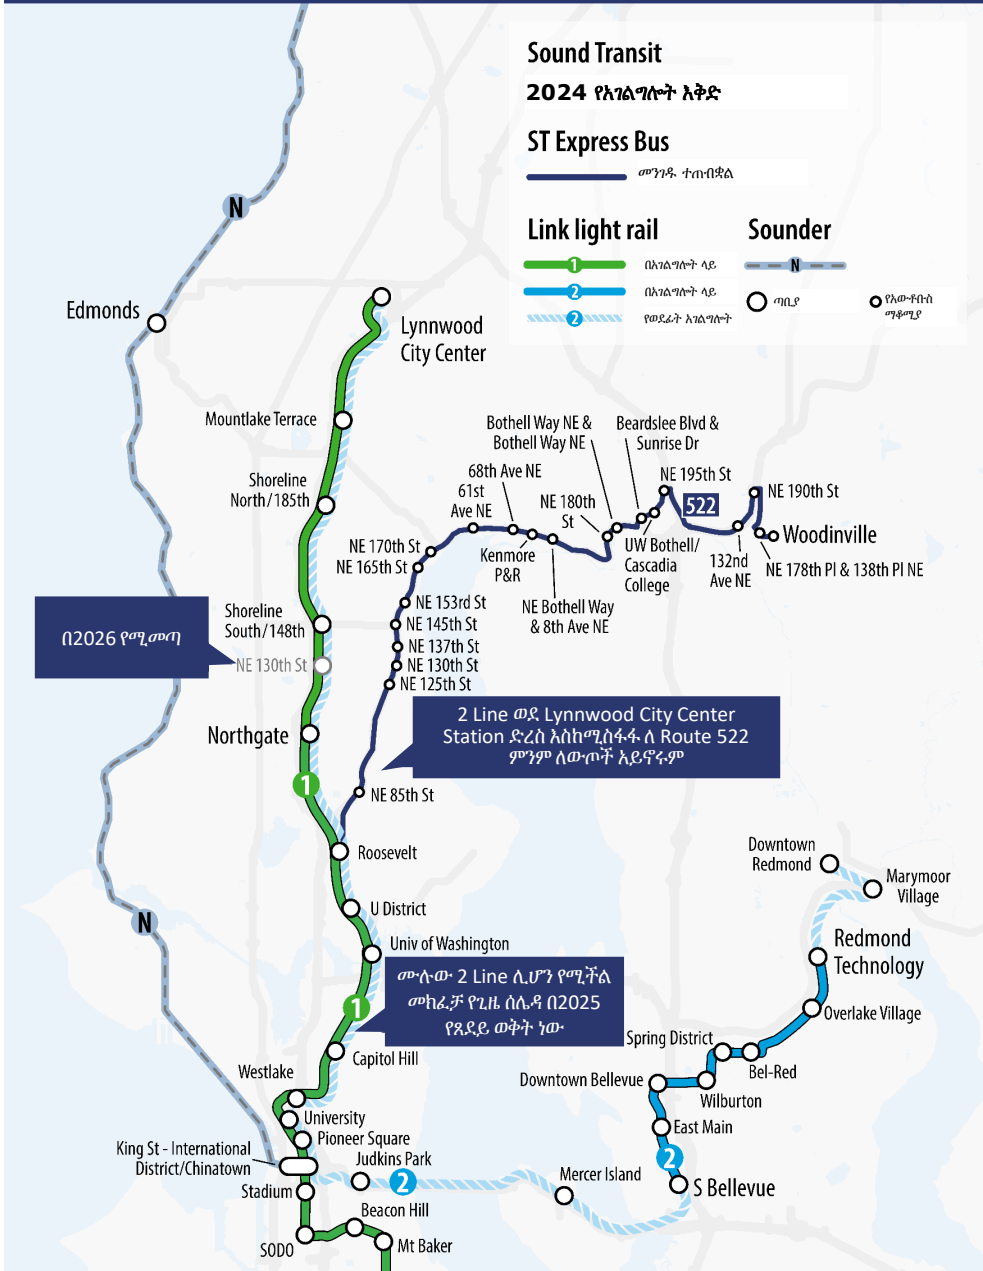 Sound Transit
2024 የአገልግሎት እቅድ
ST Express Bus
መንገዱ ተጠብቋል
Link light rail
1
በአገልግሎት ላይ
2
በአገልግሎት ላይ
2
የወደፊት አገልግሎት
Sounder
N
ጣቢያ
የአውቶቡስ
ማቆሚያ
N
Edmonds
Lynnwood
City Center
Mountlake Terrace
Shoreline
North/185th
Bothell Way NE &
Bothell Way NE
Beardslee Blvd &
Sunrise Dr
68th Ave NE
61st
Ave NE
NE 180th
St
NE 195th St
522
NE 190th St
Woodinville
NE 170th St
NE 165th St
Kenmore
P&R
UW Bothell/
Cascadia
College
132nd
Ave NE
NE 178th Pl & 138th Pl NE
NE Bothell Way
& 8th Ave NE
NE 153rd St
NE 145th St
NE 137th St
NE 130th St
NE 125th St
Shoreline
South/148th
በ2026 የሚመጣ
NE 130th St
Northgate
2 Line ወደ Lynnwood City Center
Station ድረስ እስከሚስፋፋ ለ Route 522
ምንም ለውጦች አይኖሩም
1
NE 85th St
Roosevelt
Downtown
Redmond
Marymoor
Village
U District
N
Univ of Washington
Redmond
Technology
ሙሉው 2 Line ሊሆን የሚችል
መክፈቻ የጊዜ ሰሌዳ በ2025
የጸደይ ወቅት ነው
1
Overlake Village
Spring District
Bel-Red
Capitol Hill
Westlake
Downtown Bellevue
Wilburton
University
East Main
Pioneer Square
King St - International
District/Chinatown
Judkins Park
2
Mercer Island
2
S Bellevue
Stadium
Beacon Hill
SODO
Mt Baker